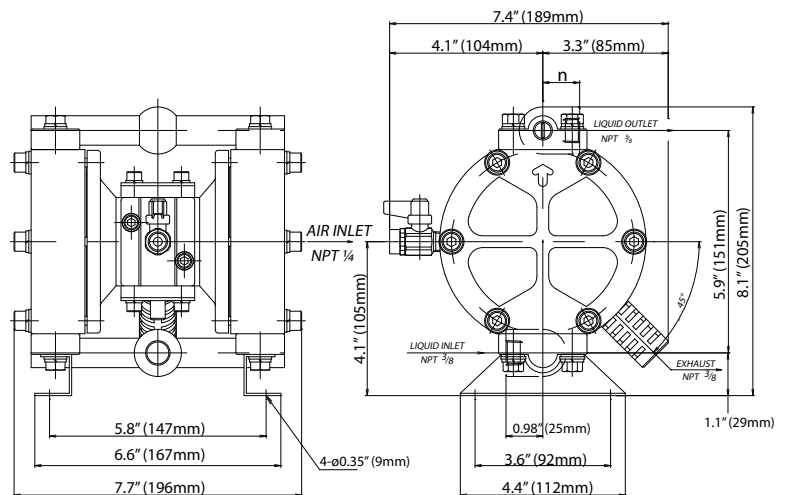 7.4" (189mm)
4.1" (104mm)
3.3" (85mm)
n
LIQUID OUTLET
NPT ⅜
AIR INLET
NPT ¼
4.1" (105mm)
5.9" (151mm)
8.1" (205mm)
45°
LIQUID INLET
NPT 3/8
EXHAUST
NPT 3/8
1.1" (29mm)
0.98" (25mm)
5.8" (147mm)
3.6" (92mm)
6.6" (167mm)
4-ø0.35" (9mm)
7.7" (196mm)
4.4" (112mm)